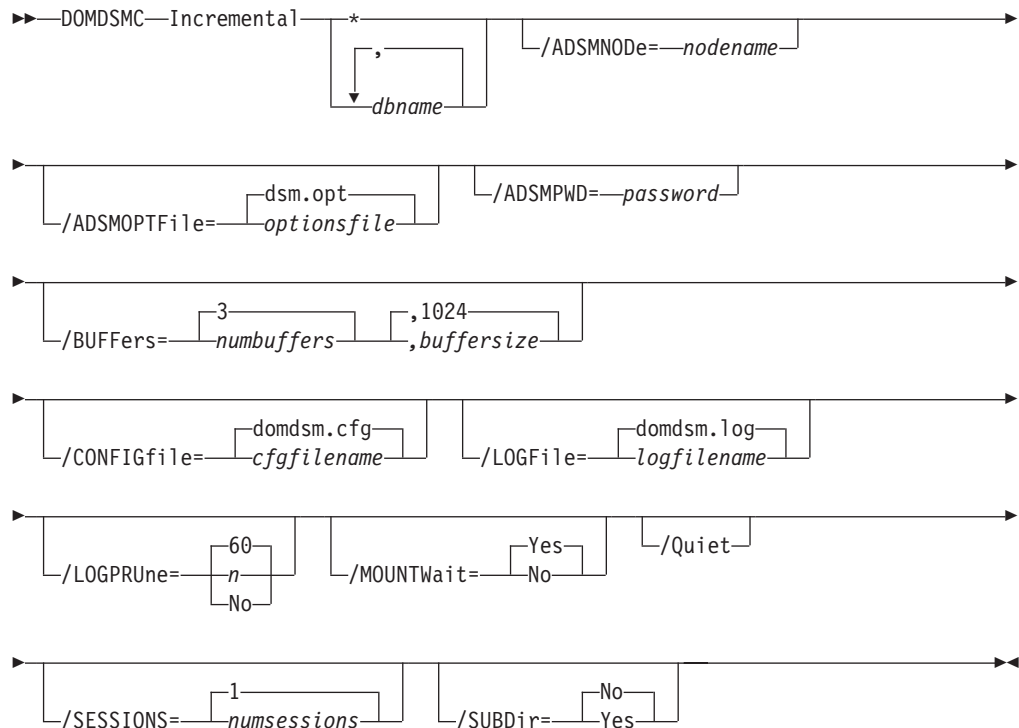 DOMDSMC Incremental *
,
dbname
/ADSMNODe= nodename
/ADSMOPTFile= dsm.opt
optionsfile
/ADSMPWD= password
/BUFFers= 3
numbuffers
,1024
,buffersize
/CONFIGfile= domdsm.cfg
cfgfilename
/LOGFile= domdsm.log
logfilename
/LOGPRUne= 60
n
No
/MOUNTWait= Yes
No
/Quiet
/SESSIONS= 1
numsessions
/SUBDir= No
Yes